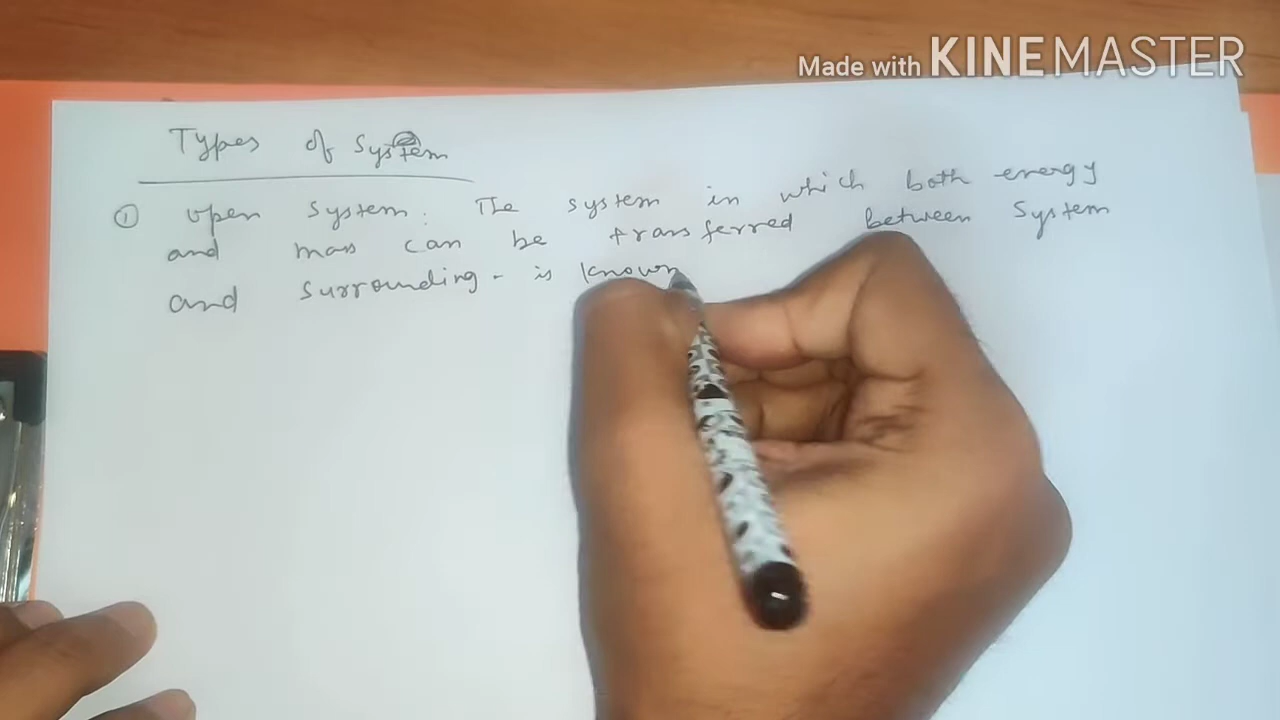 Made with KINEMASTER
Types of System
① open system: The system in which both energy
and mass can be transferred between System
and surrounding - is known